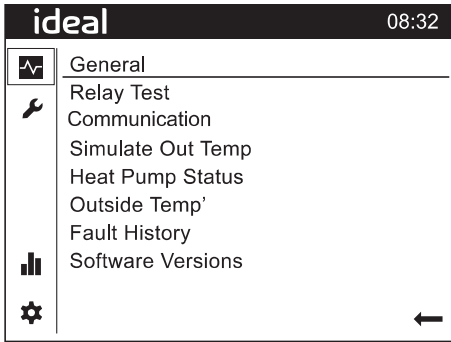 ideal 08:32
General
Relay Test
Communication
Simulate Out Temp
Heat Pump Status
Outside Temp'
Fault History
Software Versions